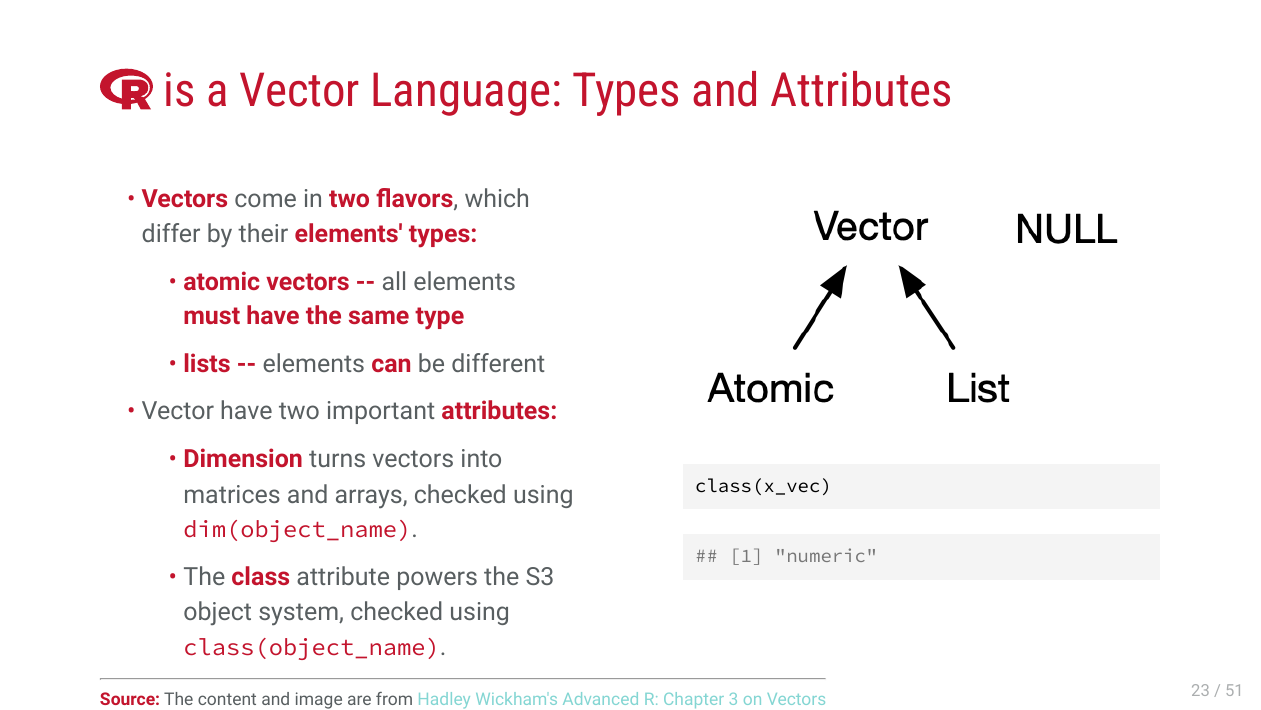 R is a Vector Language: Types and Attributes
• Vectors come in two flavors, which
differ by their elements' types:
• atomic vectors -- all elements
must have the same type
• lists -- elements can be different
• Vector have two important attributes:
• Dimension turns vectors into
matrices and arrays, checked using
dim(object_name).
• The class attribute powers the S3
object system, checked using
class(object_name).
Vector NULL
Atomic List
class(x_vec)
## [1] "numeric"
Source: The content and image are from Hadley Wickham's Advanced R: Chapter 3 on Vectors
23 / 51